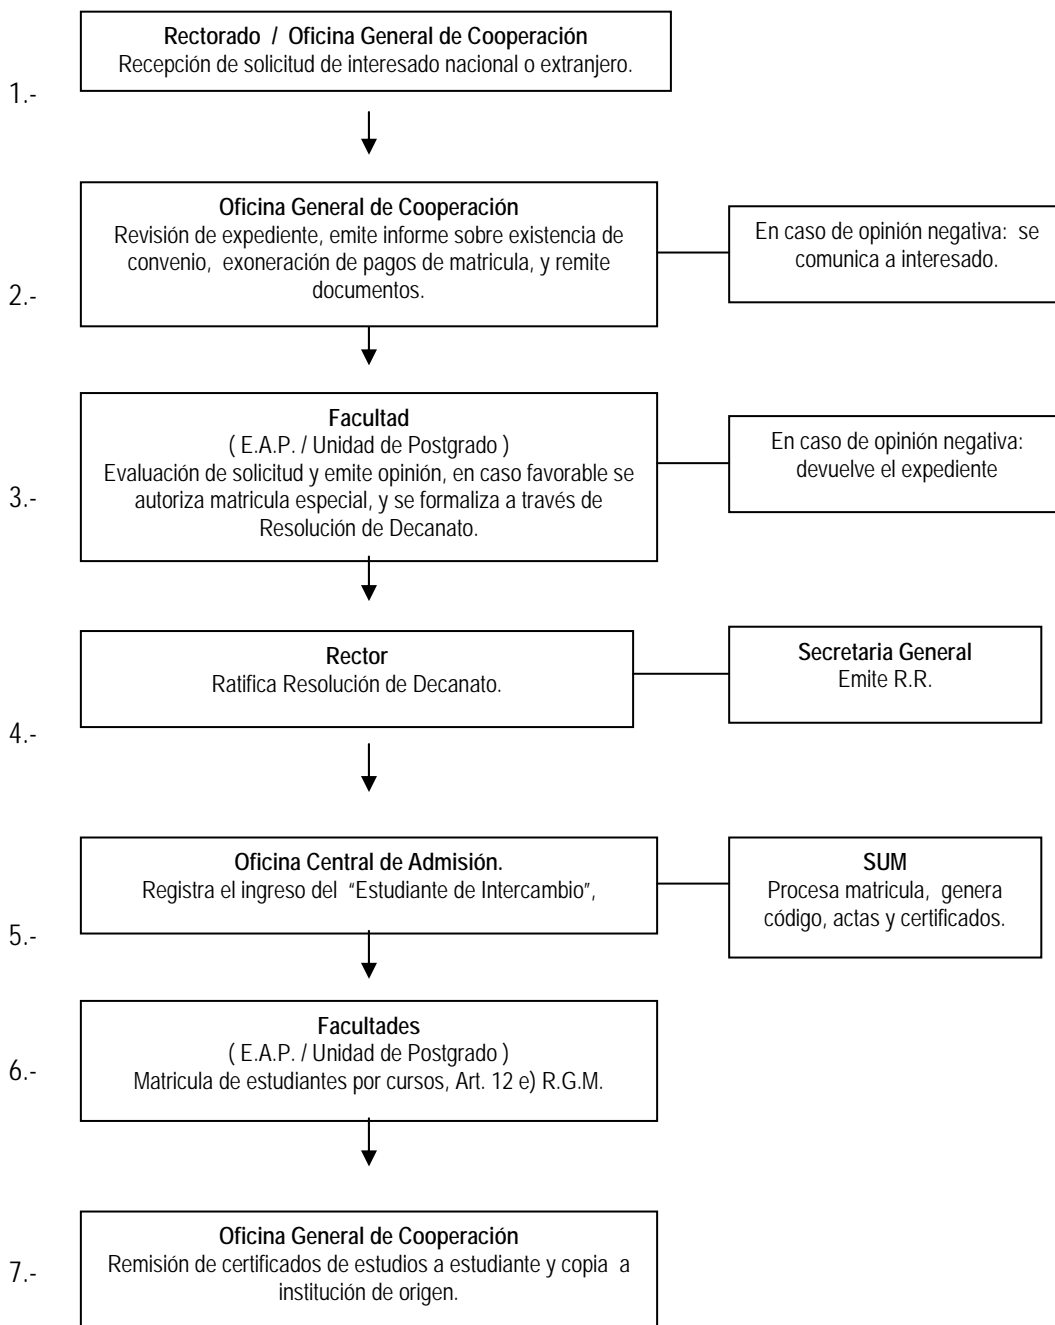 Rectorado / Oficina General de Cooperación
Recepción de solicitud de interesado nacional o extranjero.
1.-
Oficina General de Cooperación
Revisión de expediente, emite informe sobre existencia de
convenio, exoneración de pagos de matricula, y remite
documentos.
En caso de opinión negativa: se
comunica a interesado.
2.-
Facultad
( E.A.P. / Unidad de Postgrado )
Evaluación de solicitud y emite opinión, en caso favorable se
autoriza matricula especial, y se formaliza a través de
Resolución de Decanato.
En caso de opinión negativa:
devuelve el expediente
3.-
Rector
Ratifica Resolución de Decanato.
Secretaria General
Emite R.R.
4.-
Oficina Central de Admisión.
Registra el ingreso del “Estudiante de Intercambio”,
SUM
Procesa matricula, genera
código, actas y certificados.
5.-
Facultades
( E.A.P. / Unidad de Postgrado )
Matricula de estudiantes por cursos, Art. 12 e) R.G.M.
6.-
Oficina General de Cooperación
Remisión de certificados de estudios a estudiante y copia a
institución de origen.
7.-